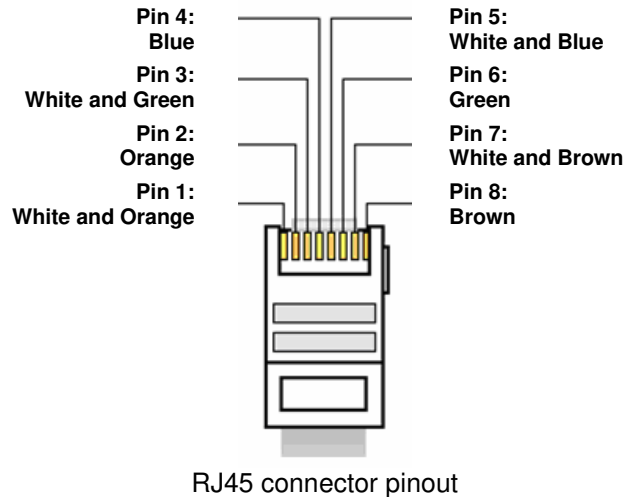 Pin 4:
Blue
Pin 3:
White and Green
Pin 2:
Orange
Pin 1:
White and Orange
Pin 5:
White and Blue
Pin 6:
Green
Pin 7:
White and Brown
Pin 8:
Brown
RJ45 connector pinout